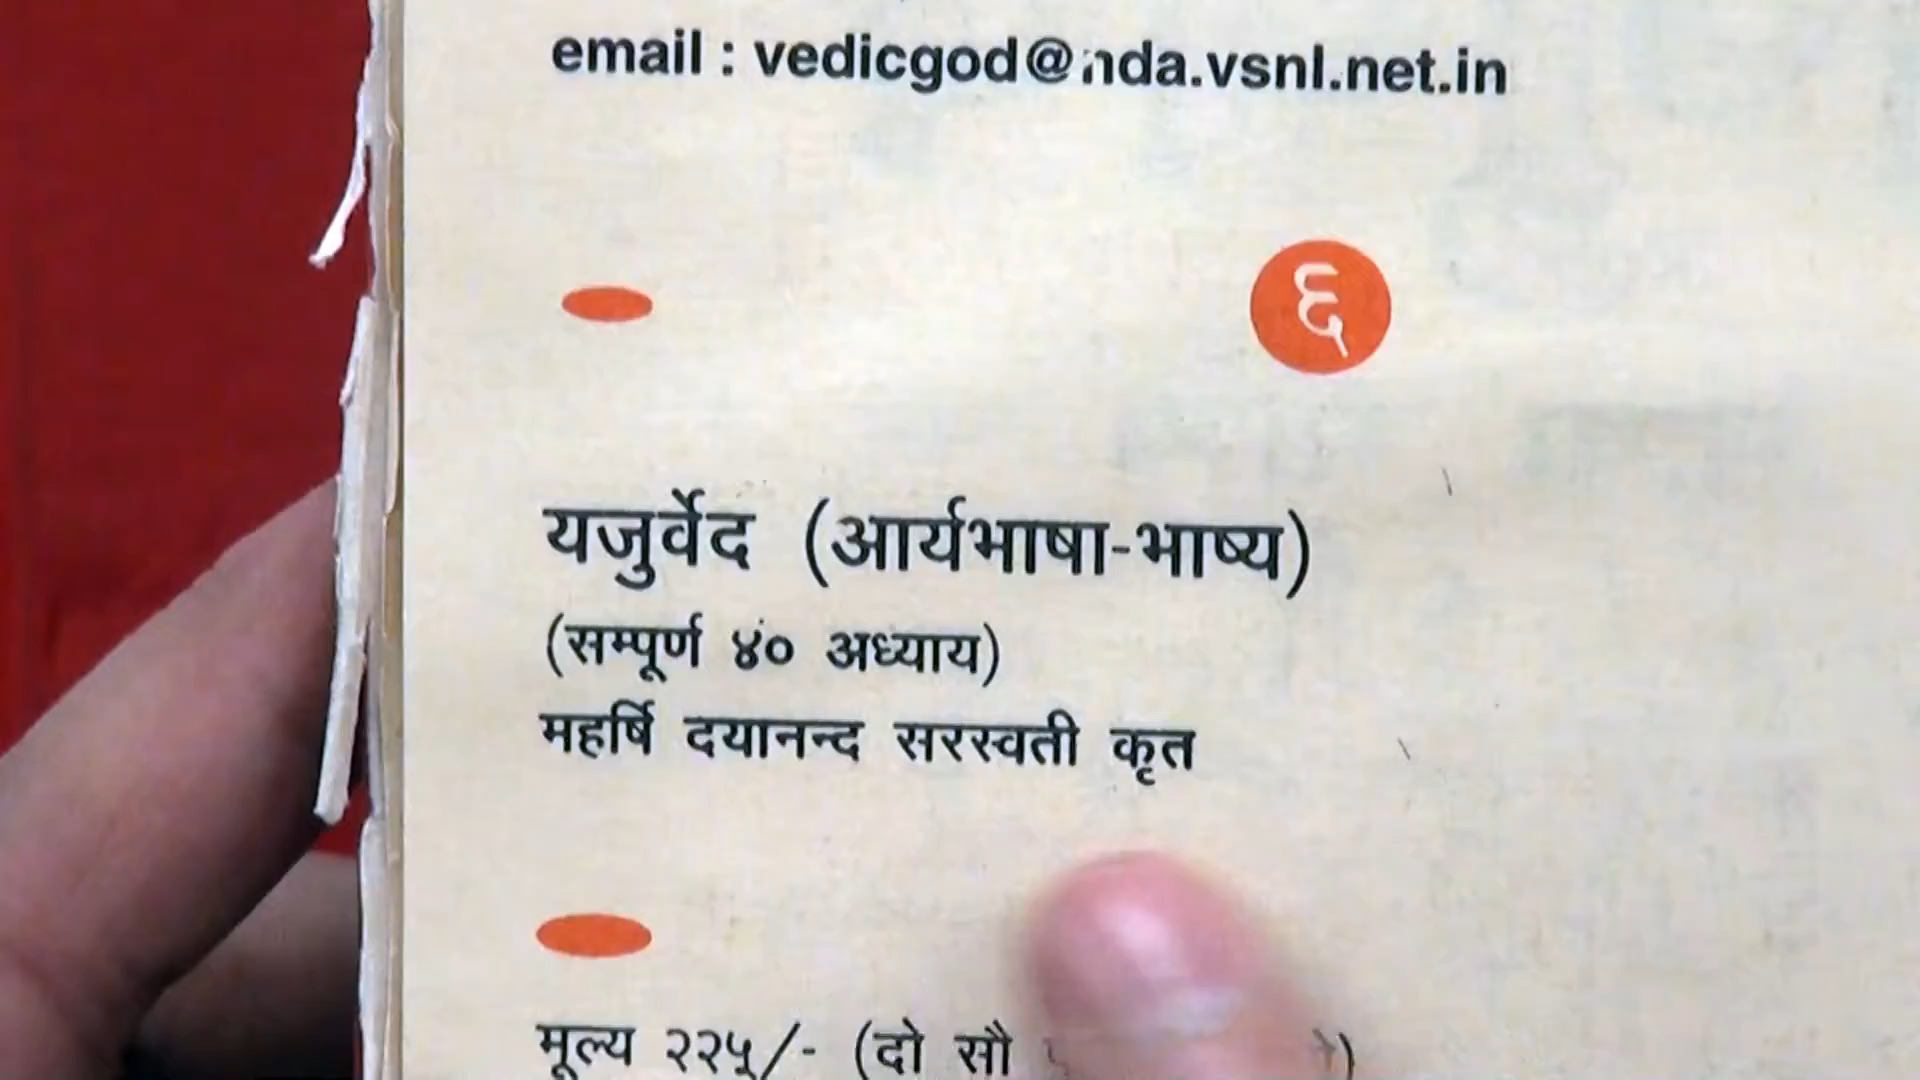 email : vedicgod@nda.vsnl.net.in
६
यजुर्वेद (आर्यभाषा-भाष्य)
(सम्पूर्ण ४० अध्याय)
महर्षि दयानन्द सरस्वती कृत
मूल्य २२५/- (दो सौ